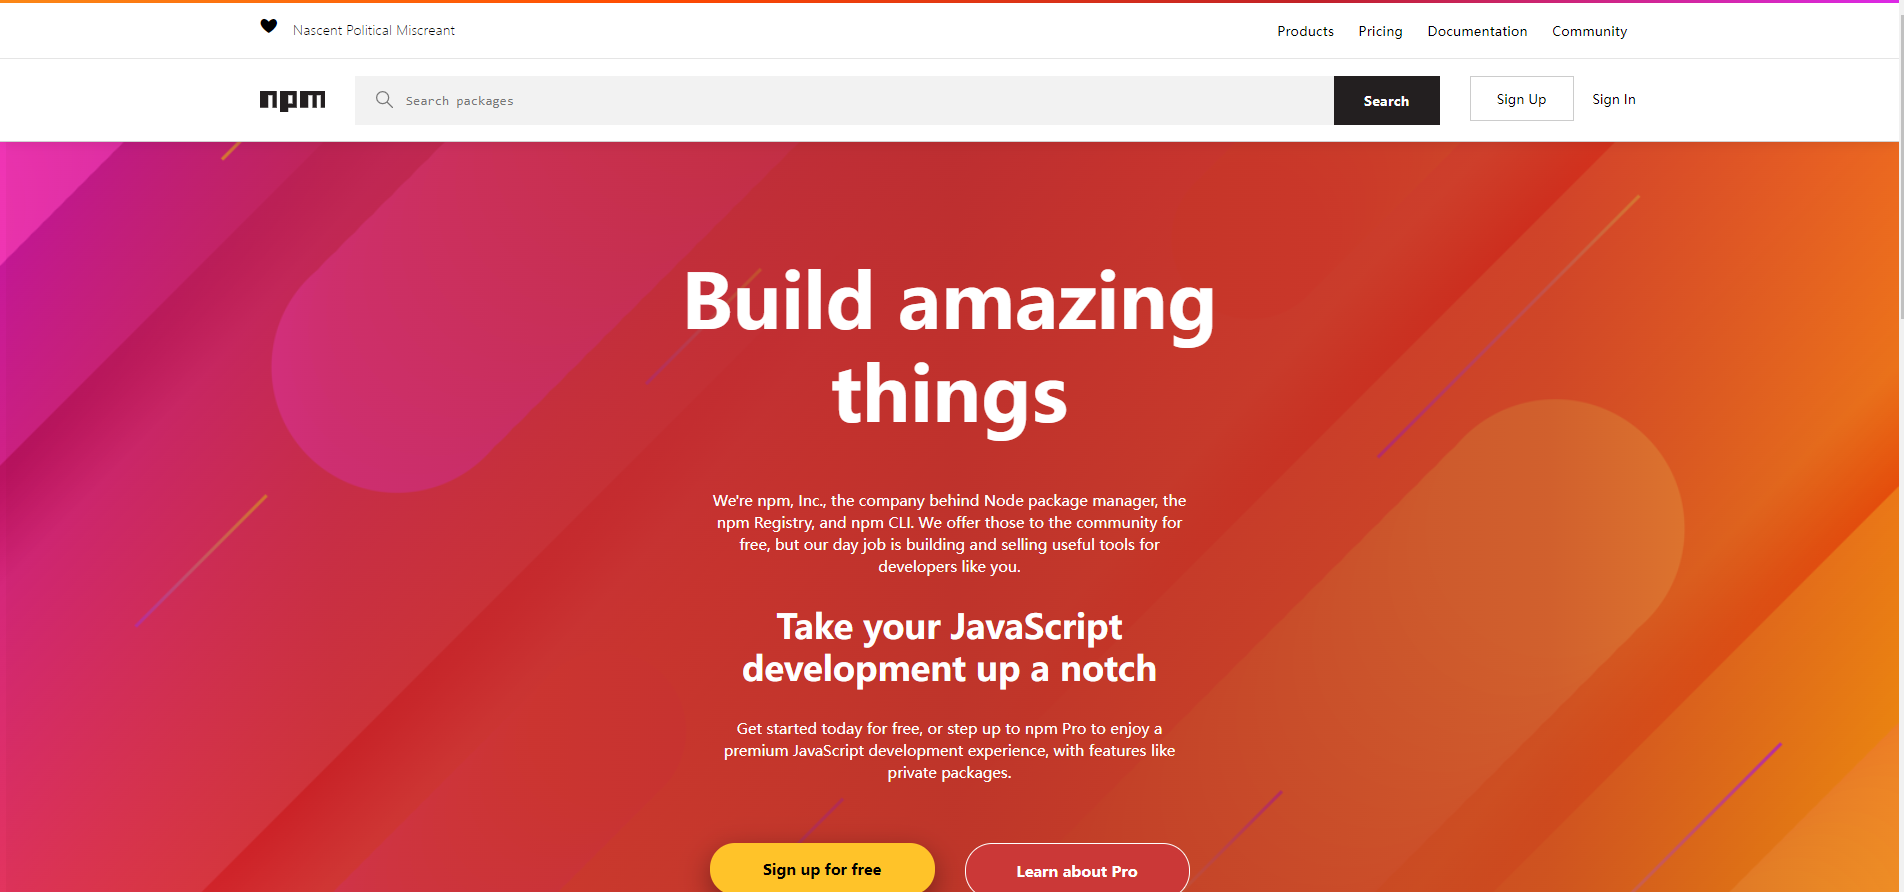 Nascent Political Miscreant
Products Pricing Documentation Community
npm
Search packages
Search
Sign Up
Sign In
Build amazing
things
We're npm, Inc., the company behind Node package manager, the
npm Registry, and npm CLI. We offer those to the community for
free, but our day job is building and selling useful tools for
developers like you.
Take your JavaScript
development up a notch
Get started today for free, or step up to npm Pro to enjoy a
premium JavaScript development experience, with features like
private packages.
Sign up for free
Learn about Pro